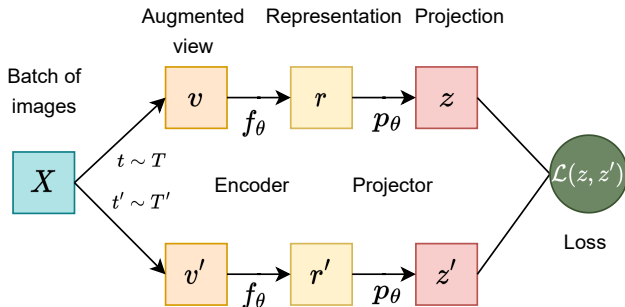 Augmented
view
Representation
Projection
Batch of
images
v
f_θ
r
p_θ
z
X
t ∼ T
t′ ∼ T′
Encoder
Projector
ℒ(z, z′)
Loss
v′
f_θ
r′
p_θ
z′